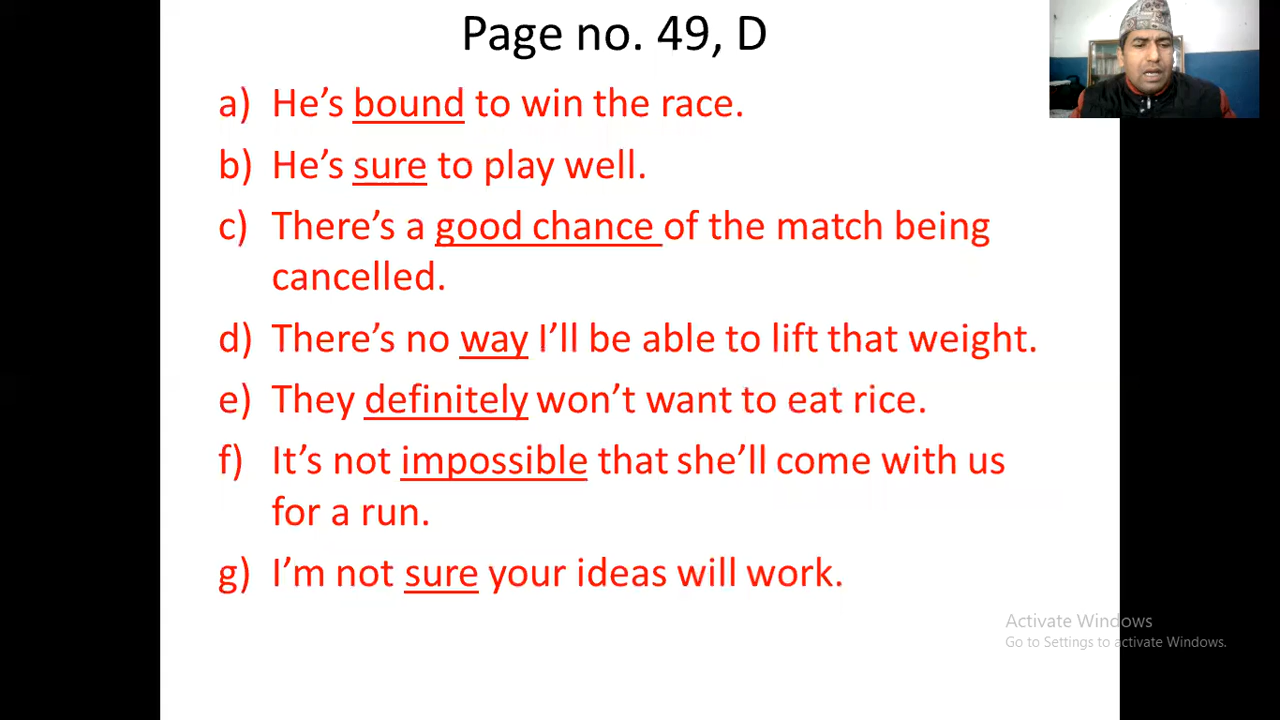 Page no. 49, D
a) He’s bound to win the race.
b) He’s sure to play well.
c) There’s a good chance of the match being
cancelled.
d) There’s no way I’ll be able to lift that weight.
e) They definitely won’t want to eat rice.
f) It’s not impossible that she’ll come with us
for a run.
g) I’m not sure your ideas will work.
Activate Windows
Go to Settings to activate Windows.